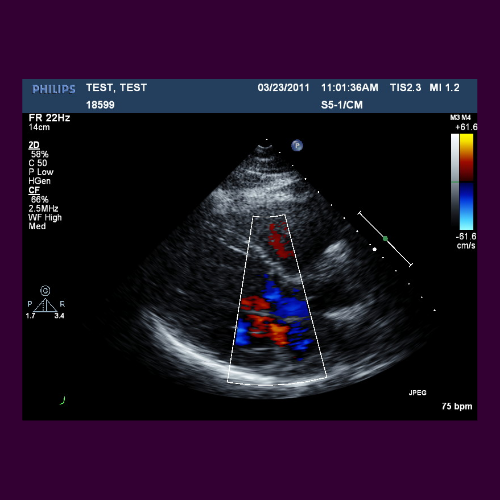 PHILIPS TEST, TEST 03/23/2011 11:01:36AM TIS2.3 MI 1.2
18599 S5-1/CM
FR 22Hz
14cm
2D
58%
C 50
P Low
HGen
CF
66%
2.5MHz
WF High
Med
M3 M4
+61.6
-61.6
cm/s
P
P R
1.7 3.4
JPEG
75 bpm